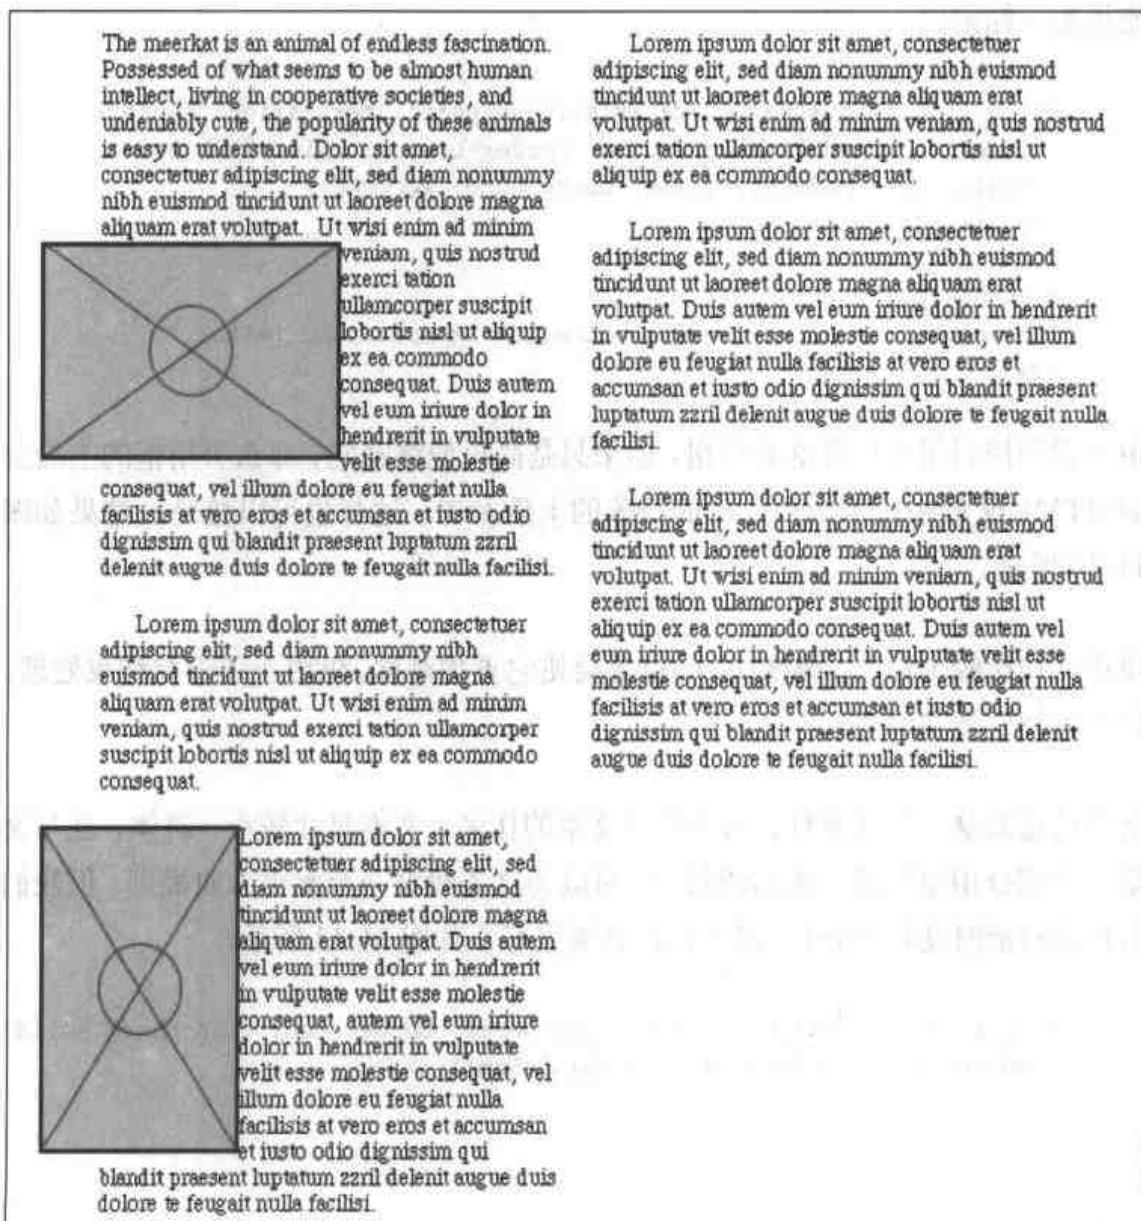 The meerkat is an animal of endless fascination.
Possessed of what seems to be almost human
intellect, living in cooperative societies, and
undeniably cute, the popularity of these animals
is easy to understand. Dolor sit amet,
consectetuer adipiscing elit, sed diam nonummy
nibh euismod tincidunt ut laoreet dolore magna
aliquam erat volutpat.  Ut wisi enim ad minim
veniam, quis nostrud
exerci tation
ullamcorper suscipit
lobortis nisl ut aliquip
ex ea commodo
consequat. Duis autem
vel eum iriure dolor in
hendrerit in vulputate
velit esse molestie
consequat, vel illum dolore eu feugiat nulla
facilisis at vero eros et accumsan et iusto odio
dignissim qui blandit praesent luptatum zzril
delenit augue duis dolore te feugait nulla facilisi.
Lorem ipsum dolor sit amet, consectetuer
adipiscing elit, sed diam nonummy nibh
euismod tincidunt ut laoreet dolore magna
aliquam erat volutpat. Ut wisi enim ad minim
veniam, quis nostrud exerci tation ullamcorper
suscipit lobortis nisl ut aliquip ex ea commodo
consequat.
Lorem ipsum dolor sit amet,
consectetuer adipiscing elit, sed
diam nonummy nibh euismod
tincidunt ut laoreet dolore magna
aliquam erat volutpat. Duis autem
vel eum iriure dolor in hendrerit
in vulputate velit esse molestie
consequat, autem vel eum iriure
dolor in hendrerit in vulputate
velit esse molestie consequat, vel
illum dolore eu feugiat nulla
facilisis at vero eros et accumsan
et iusto odio dignissim qui
blandit praesent luptatum zzril delenit augue duis
dolore te feugait nulla facilisi.
Lorem ipsum dolor sit amet, consectetuer
adipiscing elit, sed diam nonummy nibh euismod
tincidunt ut laoreet dolore magna aliquam erat
volutpat. Ut wisi enim ad minim veniam, quis nostrud
exerci tation ullamcorper suscipit lobortis nisl ut
aliquip ex ea commodo consequat.
Lorem ipsum dolor sit amet, consectetuer
adipiscing elit, sed diam nonummy nibh euismod
tincidunt ut laoreet dolore magna aliquam erat
volutpat. Duis autem vel eum iriure dolor in hendrerit
in vulputate velit esse molestie consequat, vel illum
dolore eu feugiat nulla facilisis at vero eros et
accumsan et iusto odio dignissim qui blandit praesent
luptatum zzril delenit augue duis dolore te feugait nulla
facilisi.
Lorem ipsum dolor sit amet, consectetuer
adipiscing elit, sed diam nonummy nibh euismod
tincidunt ut laoreet dolore magna aliquam erat
volutpat. Ut wisi enim ad minim veniam, quis nostrud
exerci tation ullamcorper suscipit lobortis nisl ut
aliquip ex ea commodo consequat. Duis autem vel
eum iriure dolor in hendrerit in vulputate velit esse
molestie consequat, vel illum dolore eu feugiat nulla
facilisis at vero eros et accumsan et iusto odio
dignissim qui blandit praesent luptatum zzril delenit
augue duis dolore te feugait nulla facilisi.